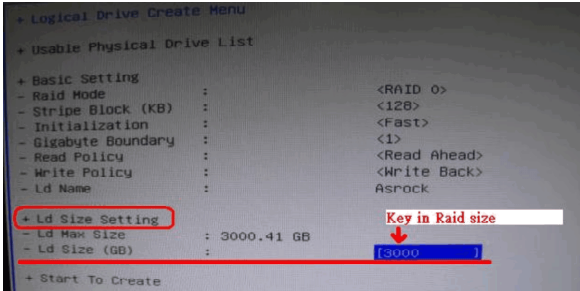 + Logical Drive Create Menu
+ Usable Physical Drive List
+ Basic Setting
- Raid Mode : <RAID 0>
- Stripe Block (KB) : <128>
- Initialization : <Fast>
- Gigabyte Boundary : <1>
- Read Policy : <Read Ahead>
- Write Policy : <Write Back>
- Ld Name : Asrock
+ Ld Size Setting Key in Raid size
- Ld Max Size : 3000.41 GB
- Ld Size (GB) : [3000 ]
+ Start To Create